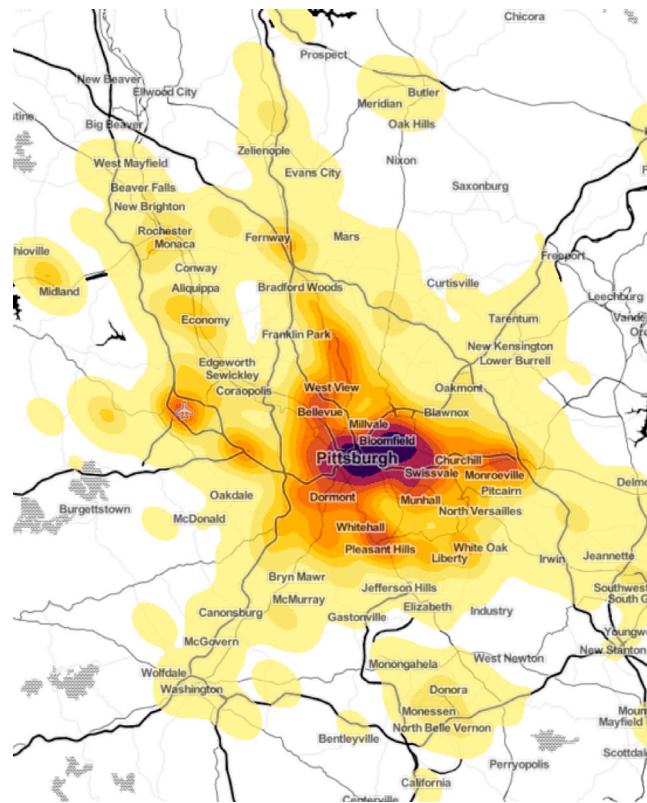 Chicora
Prospect
New Beaver
Ellwood City
Butler
Meridian
Oak Hills
Big Beaver
Zelienople
Nixon
West Mayfield
Evans City
Beaver Falls
Saxonburg
New Brighton
Rochester
Fernway
Mars
Monaca
Freeport
Conway
Midland
Aliquippa
Bradford Woods
Curtisville
Leechburg
Economy
Tarentum
Franklin Park
New Kensington
Lower Burrell
Edgeworth
Sewickley
Coraopolis
West View
Oakmont
Bellevue
Blawnox
Millvale
Bloomfield
Pittsburgh
Churchill
Swissvale
Monroeville
Pitcairn
Oakdale
Dormont
Munhall
Burgettstown
McDonald
North Versailles
Whitehall
Pleasant Hills
White Oak
Liberty
Irwin
Jeannette
Bryn Mawr
Jefferson Hills
McMurray
Elizabeth
Industry
Canonsburg
Gastonville
McGovern
New Stanton
Monongahela
West Newton
Wolfdale
Washington
Donora
Monessen
North Belle Vernon
Bentleyville
Perryopolis
California